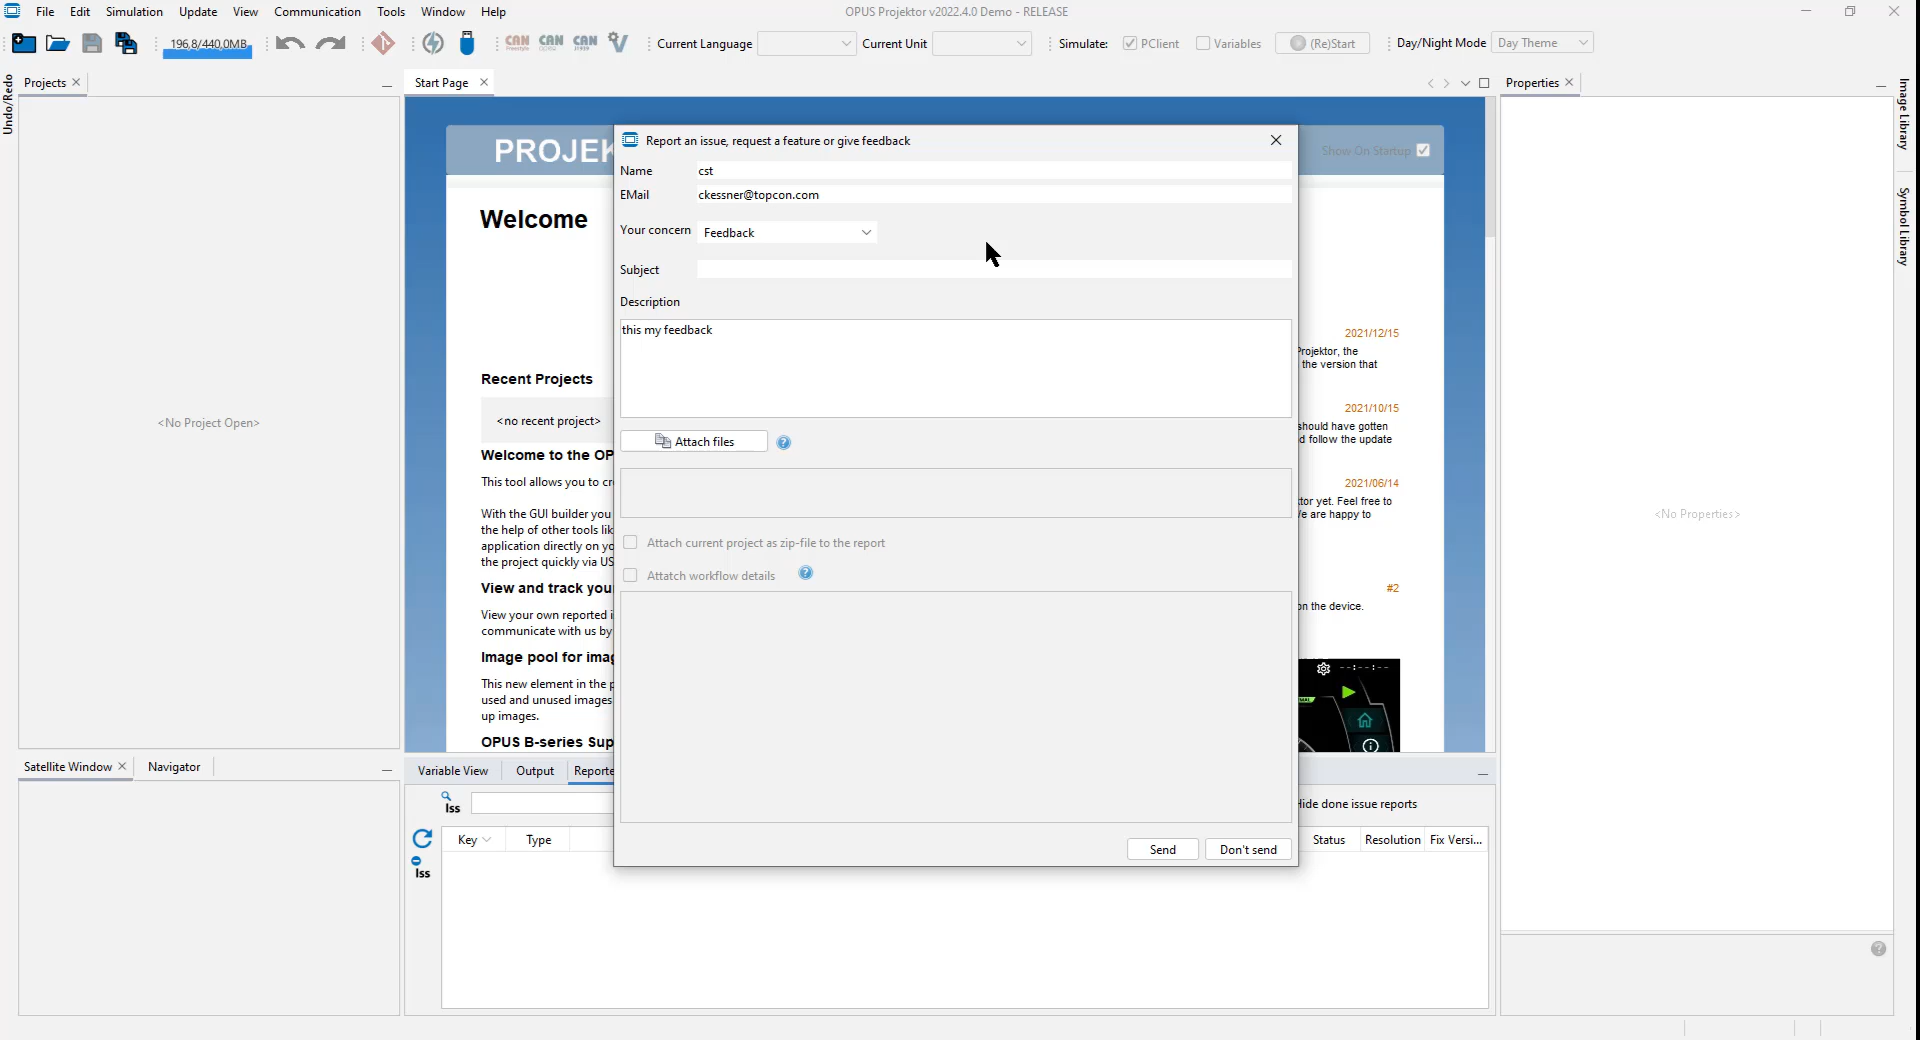 File Edit Simulation Update View Communication Tools Window Help
OPUS Projektor v2022.4.0 Demo - RELEASE
196,8/440,0MB
CAN CAN CAN
Current Language
Current Unit
Simulate: PClient Variables (Re)Start
Day/Night Mode Day Theme
Undo/Redo
Projects
<No Project Open>
Satellite Window Navigator
Start Page
PROJEK
Show On Startup
Welcome
Recent Projects
<no recent project>
Welcome to the OP
This tool allows you to cr
With the GUI builder you
the help of other tools lik
application directly on yo
the project quickly via US
View and track you
View your own reported i
communicate with us by
Image pool for imag
This new element in the p
used and unused images
up images.
OPUS B-series Sup
Report an issue, request a feature or give feedback
Name cst
EMail ckessner@topcon.com
Your concern Feedback
Subject
Description
this my feedback
Attach files
Attach current project as zip-file to the report
Attatch workflow details
Send Don't send
2021/12/15
Projektor, the
the version that
2021/10/15
should have gotten
d follow the update
2021/06/14
ktor yet. Feel free to
e are happy to
#2
on the device.
--:--:--
Variable View Output Reporte
Iss
Hide done issue reports
Key Type Status Resolution Fix Versi...
Iss
Properties
<No Properties>
Image Library
Symbol Library